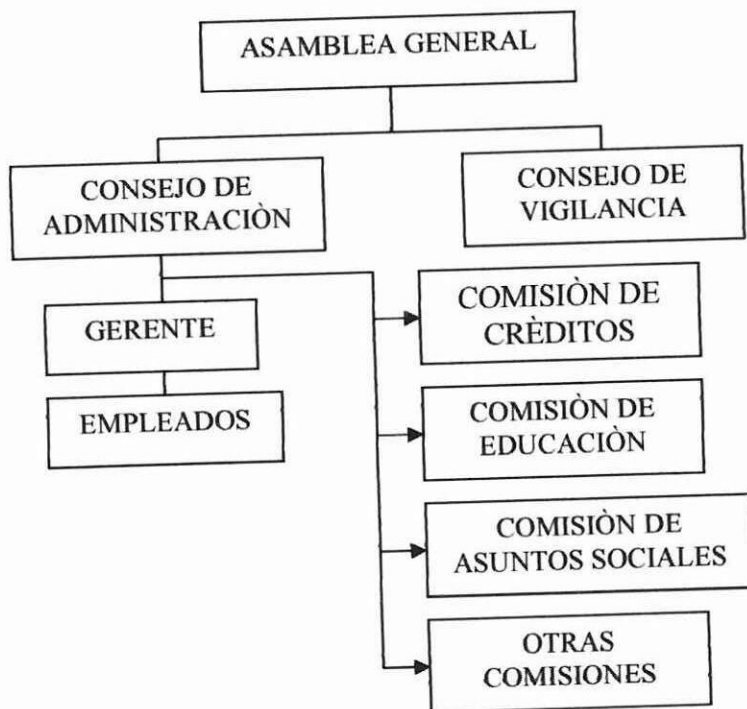 ASAMBLEA GENERAL
CONSEJO DE
ADMINISTRACIÒN
CONSEJO DE
VIGILANCIA
GERENTE
EMPLEADOS
COMISIÒN DE
CRÈDITOS
COMISIÒN DE
EDUCACIÒN
COMISIÒN DE
ASUNTOS SOCIALES
OTRAS
COMISIONES